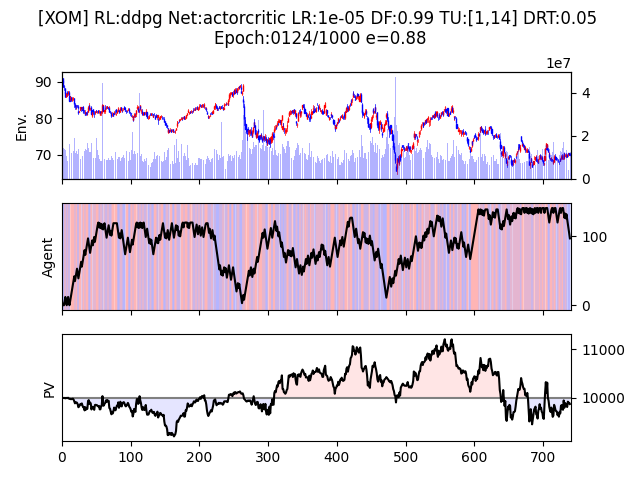 [XOM] RL:ddpg Net:actorcritic LR:1e-05 DF:0.99 TU:[1,14] DRT:0.05
Epoch:0124/1000 e=0.88
1e7
Env.
90
80
70
4
2
0
Agent
100
0
PV
11000
10000
0 100 200 300 400 500 600 700